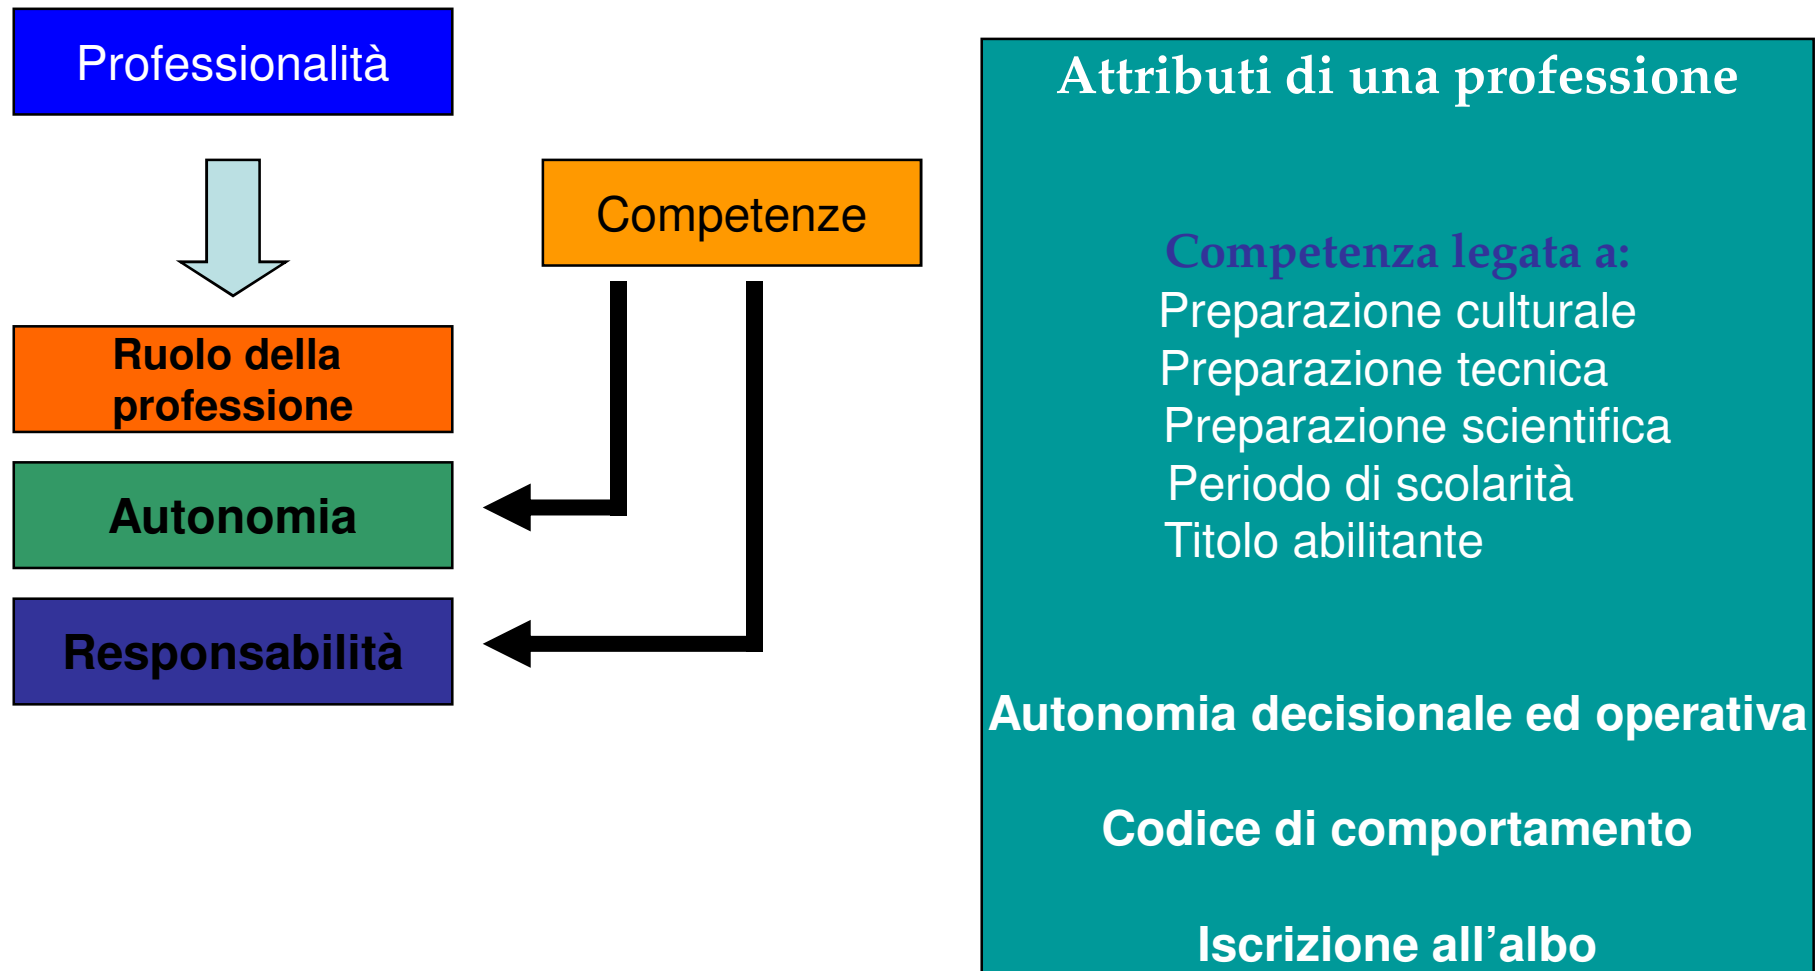 Professionalità
Competenze
Ruolo della
professione
Autonomia
Responsabilità
Attributi di una professione
Competenza legata a:
Preparazione culturale
Preparazione tecnica
Preparazione scientifica
Periodo di scolarità
Titolo abilitante
Autonomia decisionale ed operativa
Codice di comportamento
Iscrizione all’albo